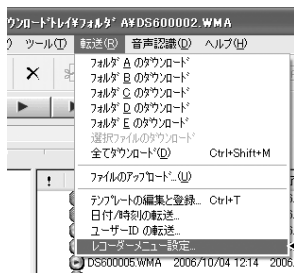 ウンロードトレイ¥フォルダ A¥DS600002.WMA
ツール(T) 転送(R) 音声認識(D) ヘルプ(H)
フォルダ A のダウンロード
フォルダ B のダウンロード
フォルダ C のダウンロード
フォルダ D のダウンロード
フォルダ E のダウンロード
選択ファイルのダウンロード
全てダウンロード(D) Ctrl+Shift+M
ファイルのアップロード...(U)
!
テンプレートの編集と登録... Ctrl+T
日付/時刻の転送...
ユーザーID の転送...
レコーダーメニュー設定...
DS600005.WMA 2006/10/04 12:14 2006